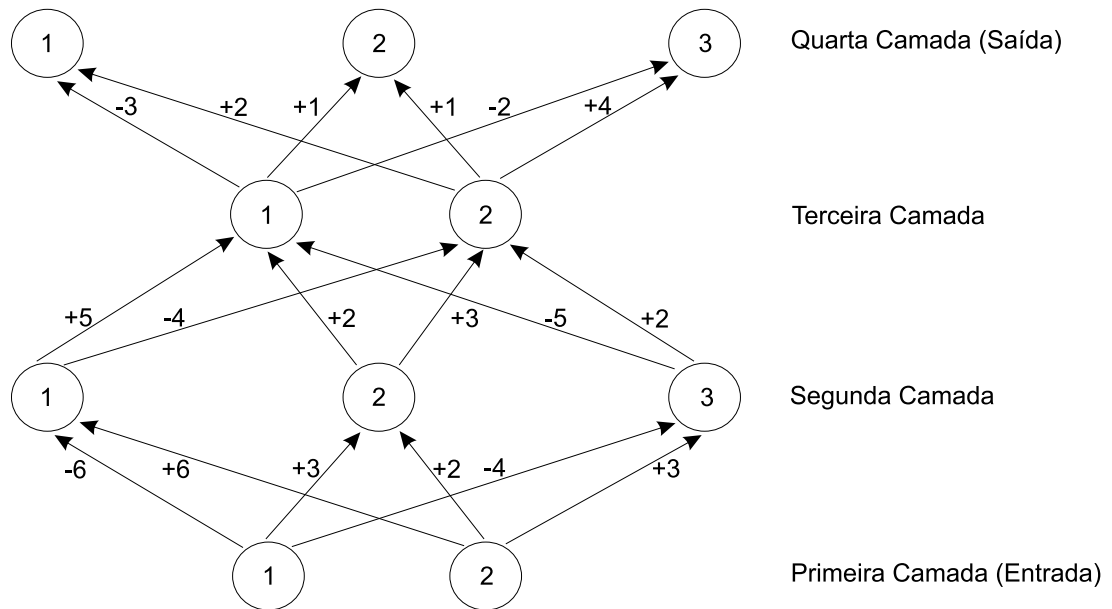 1 2 3 Quarta Camada (Saída)
-3 +2 +1 +1 -2 +4
1 2 Terceira Camada
+5 -4 +2 +3 -5 +2
1 2 3 Segunda Camada
-6 +6 +3 +2 -4 +3
1 2 Primeira Camada (Entrada)